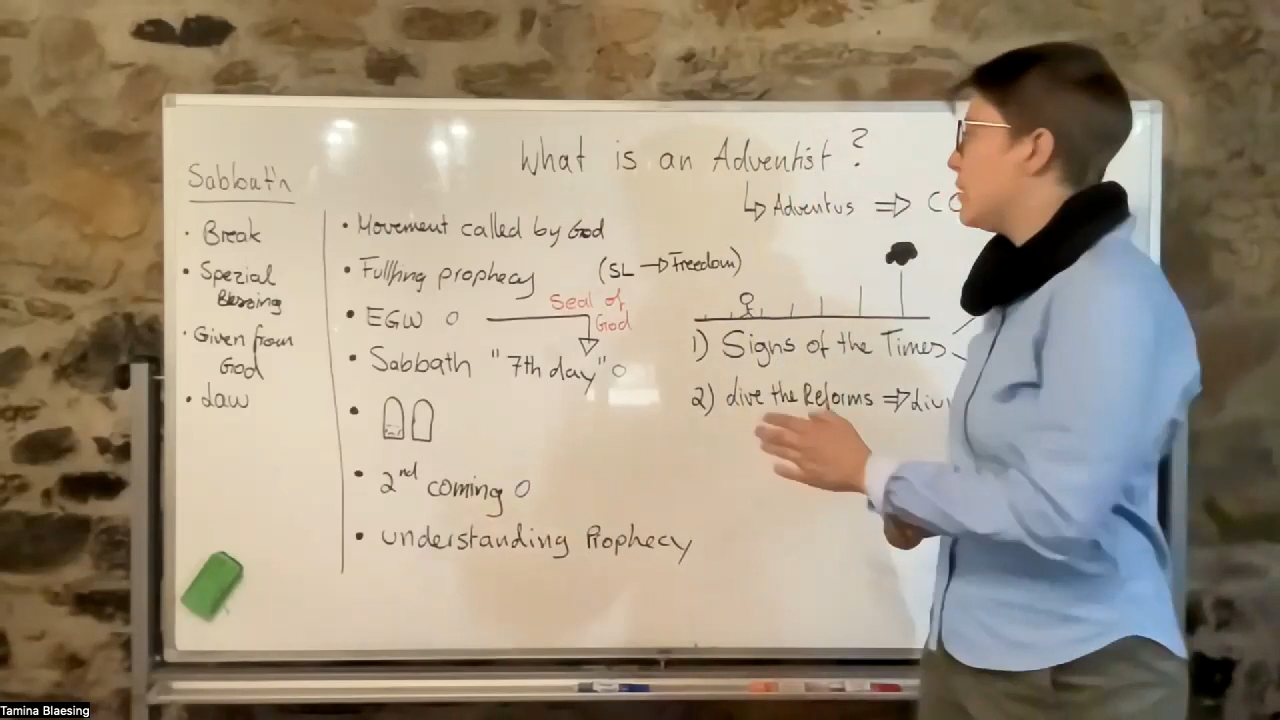 What is an Adventist ?
↳ Adventus ⇒ CO
Sabbath
· Break
· Spezial
Blessing
· Given from
God
· Law
• Movement called by God
• Fullfing prophecy
(SL → Freedom)
• EGW O
Seal of
God
• Sabbath "7th day" O
• 2nd coming O
• understanding Prophecy
1) Signs of the Times
2) Live the Reforms ⇒ Liv
Tamina Blaesing